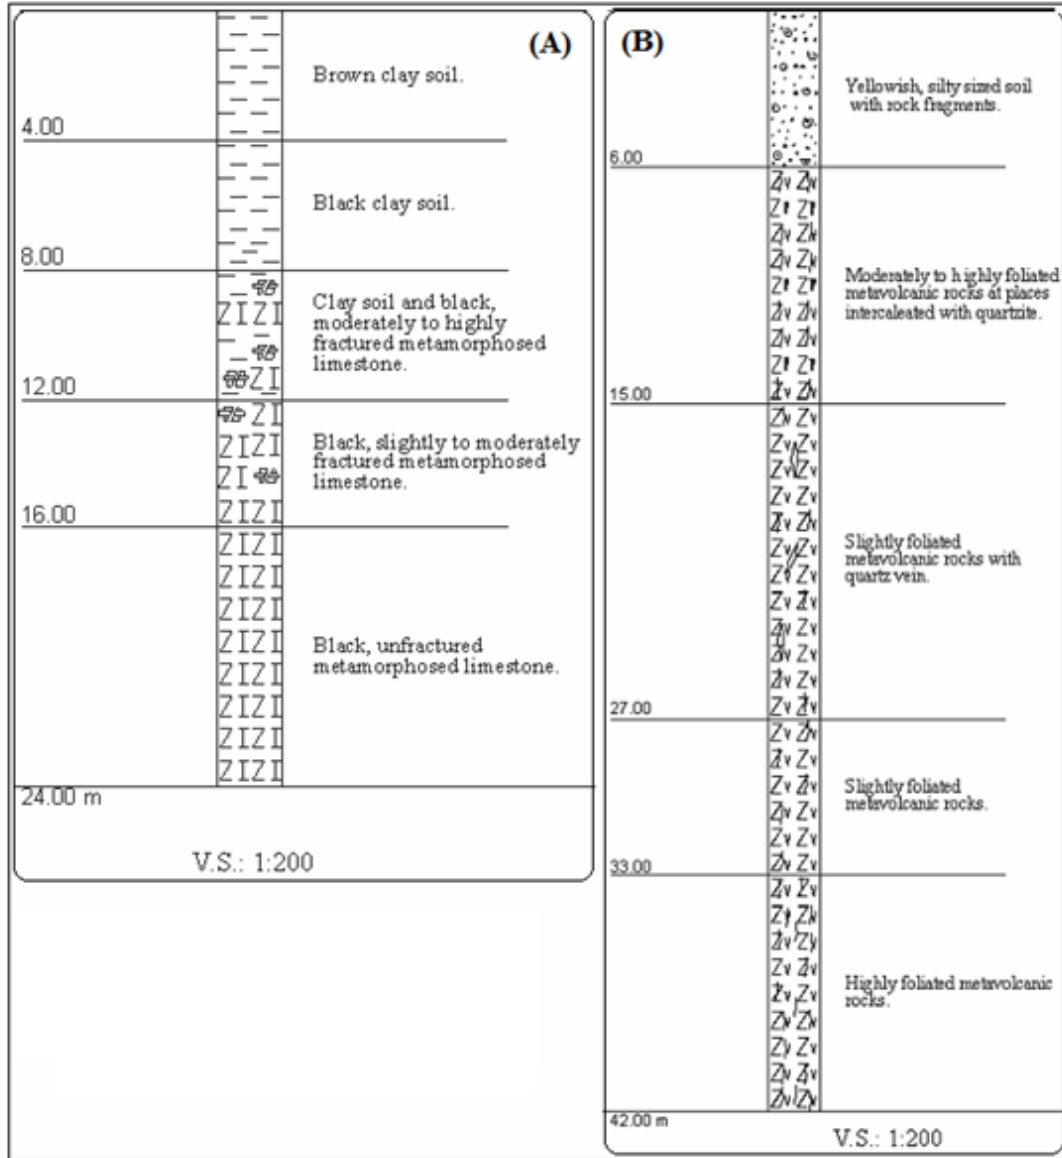 (A)
Brown clay soil.
4.00
Black clay soil.
8.00
Clay soil and black,
moderately to highly
fractured metamorphosed
limestone.
12.00
Black, slightly to moderately
fractured metamorphosed
limestone.
16.00
Black, unfractured
metamorphosed limestone.
24.00 m
V.S.: 1:200
(B)
Yellowish, silty sized soil
with rock fragments.
6.00
Moderately to highly foliated
metavolcanic rocks at places
intercaleated with quartzite.
15.00
Slightly foliated
metavolcanic rocks with
quartz vein.
27.00
Slightly foliated
metavolcanic rocks.
33.00
Highly foliated metavolcanic
rocks.
42.00 m
V.S.: 1:200